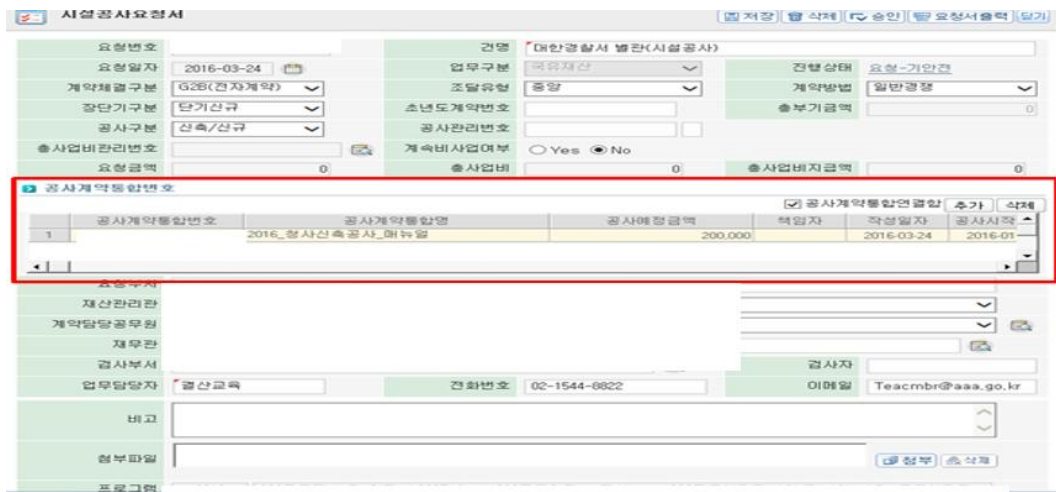 시설공사요청서 저장 삭제 승인 요청서출력 닫기
요청번호 건명 대한경찰서 별관(시설공사)
요청일자 2016-03-24 업무구분 국유재산 진행상태 요청-기안전
계약체결구분 G2B(전자계약) 조달유형 중앙 계약방법 일반경쟁
장단기구분 단기신규 초년도계약번호 총부기금액 0
공사구분 신축/신규 공사관리번호
총사업비관리번호 계속비사업여부 Yes No
요청금액 0 총사업비 0 총사업비지금액 0
공사계약통합번호
공사계약통합연결함 추가 삭제
공사계약통합번호 공사계약통합명 공사예정금액 책임자 작성일자 공사시작
1 2016_청사신축공사_매뉴얼 200,000 2016-03-24 2016-01
요청부서
재산관리관
계약담당공무원
재무관
검사부서 검사자
업무담당자 결산교육 전화번호 02-1544-8822 이메일 Teacmbr@aaa.go.kr
비고
첨부파일 첨부 삭제
프로그램